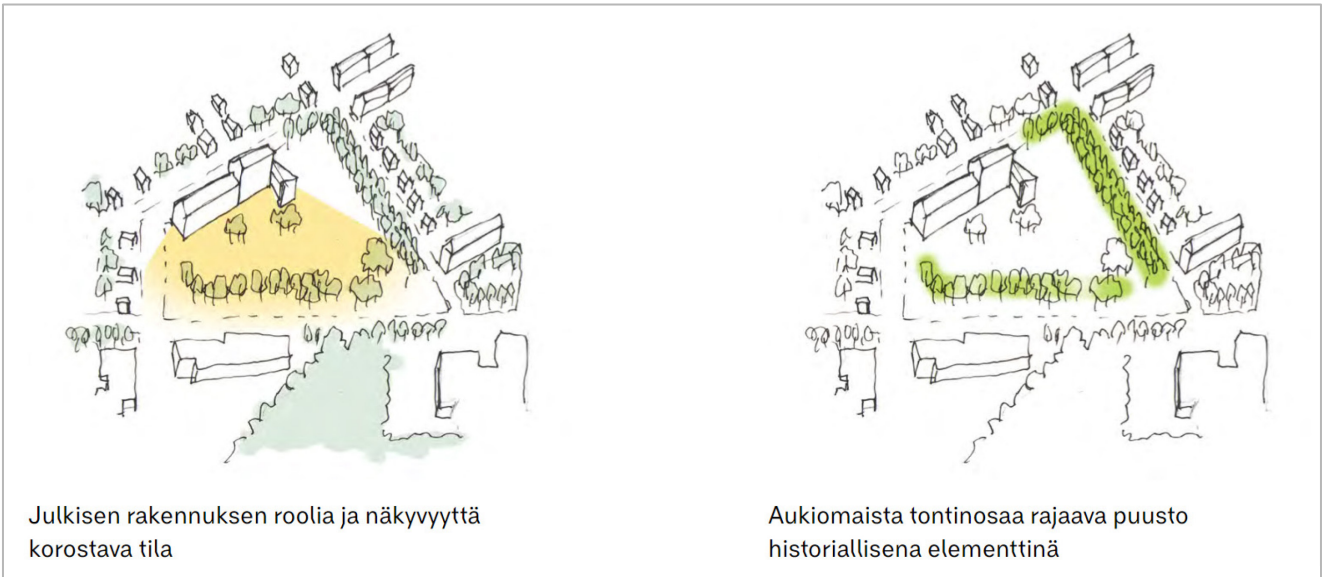 Julkisen rakennuksen roolia ja näkyvyyttä
korostava tila
Aukiomaista tontinosaa rajaava puusto
historiallisena elementtinä